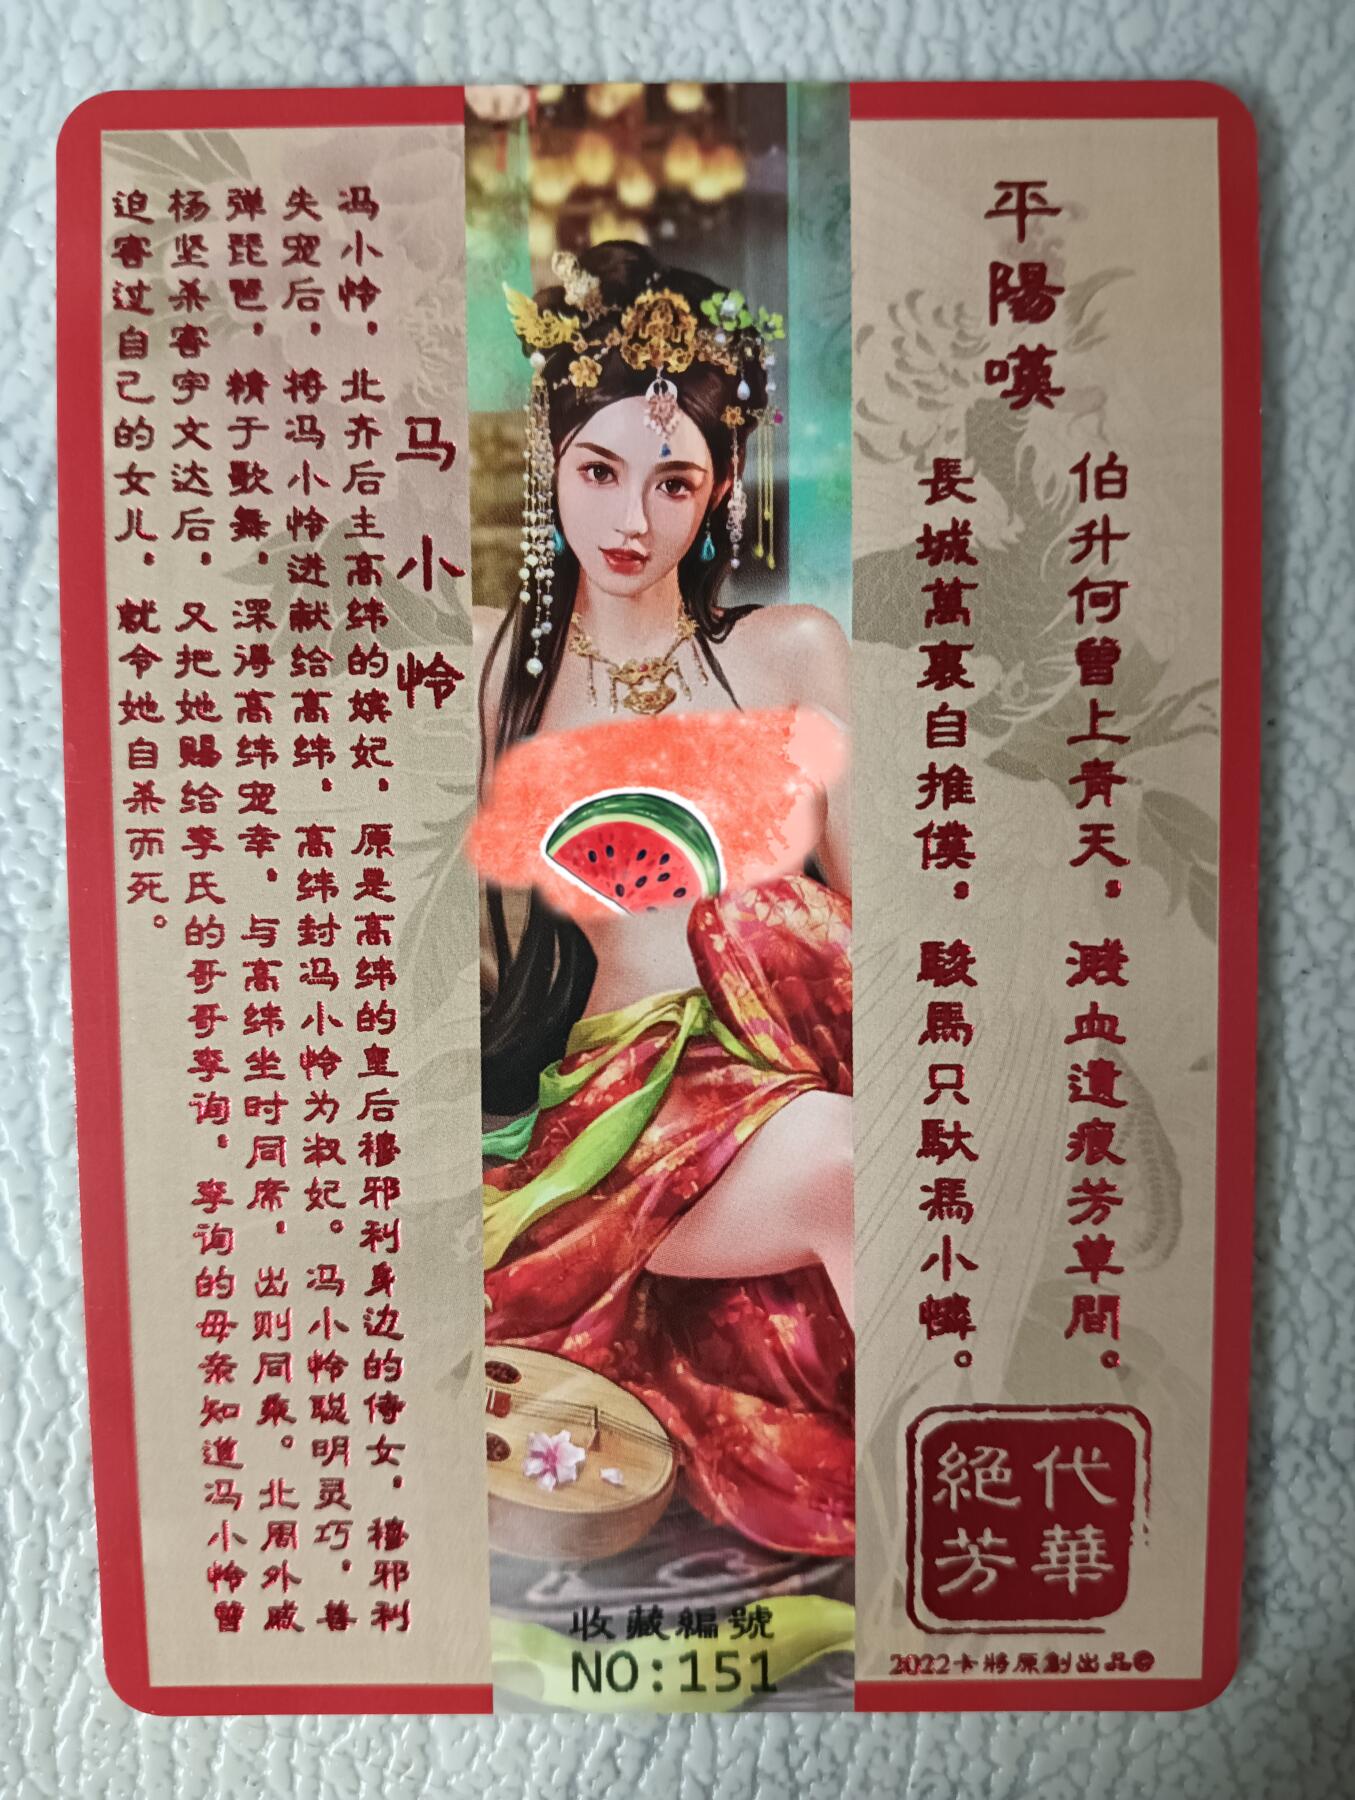 平陽嘆
伯升何曾上青天，濺血遺痕芳草間。
長城萬裏自推僕，駿馬只馱馮小憐。
代華
絕芳
2022卡將原創出品©
收藏編號
NO:151
马小怜
冯小怜，北齐后主高纬的嫔妃，原是高纬的皇后穆邪利身边的侍女，穆邪利
失宠后，将冯小怜进献给高纬，高纬封冯小怜为淑妃。冯小怜聪明灵巧，善
弹琵琶，精于歌舞，深得高纬宠幸，与高纬坐时同席，出则同乘。北周外戚
杨坚杀害宇文达后，又把她赐给李氏的哥哥李询，李询的母亲知道冯小怜曾
迫害过自己的女儿，就令她自杀而死。